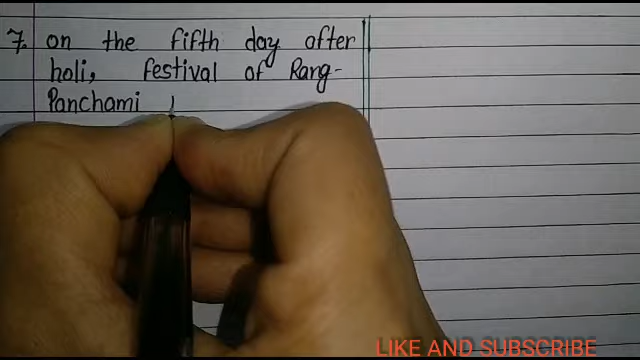 7. on the fifth day after
holi, festival of Rang-
Panchami
LIKE AND SUBSCRIBE